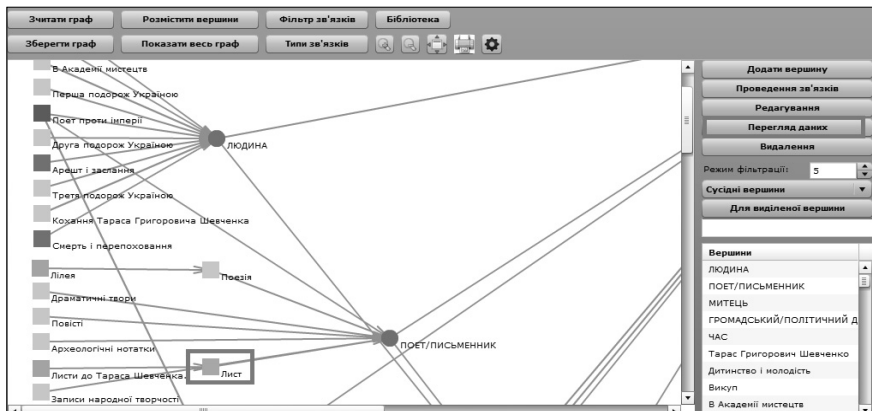 Зчитати граф
Розмістити вершини
Фільтр зв'язків
Бібліотека
Зберегти граф
Показати весь граф
Типи зв'язків
В Академії мистецтв
Перша подорож Україною
Поет проти імперії
Друга подорож Україною
ЛЮДИНА
Арешт і заслання
Третя подорож Україною
Кохання Тараса Григоровича Шевченка
Смерть і перепоховання
Лілея
Поезія
Драматичні твори
Повісті
Археологічні нотатки
ПОЕТ/ПИСЬМЕННИК
Листи до Тараса Шевченка.
Лист
Записи народної творчості
Додати вершину
Проведення зв'язків
Редагування
Перегляд даних
Видалення
Режим фільтрації: 5
Сусідні вершини
Для виділеної вершини
Вершини
ЛЮДИНА
ПОЕТ/ПИСЬМЕННИК
МИТЕЦЬ
ГРОМАДСЬКИЙ/ПОЛІТИЧНИЙ Д
ЧАС
Тарас Григорович Шевченко
Дитинство і молодість
Викуп
В Академії мистецтв